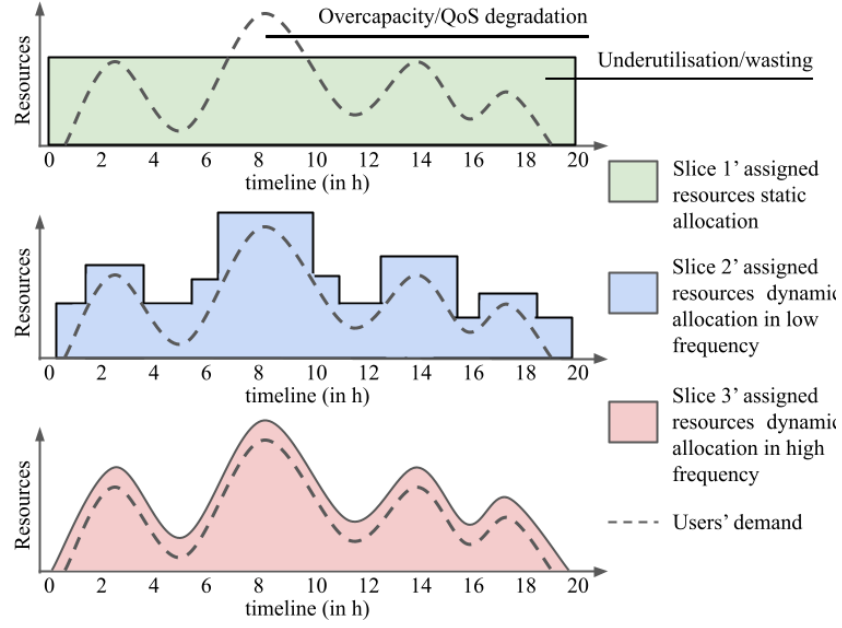 Overcapacity/QoS degradation
Underutilisation/wasting
Resources
0 2 4 6 8 10 12 14 16 18 20
timeline (in h)
Slice 1’ assigned
resources static
allocation
Resources
0 2 4 6 8 10 12 14 16 18 20
timeline (in h)
Slice 2’ assigned
resources dynamic
allocation in low
frequency
Resources
0 2 4 6 8 10 12 14 16 18 20
timeline (in h)
Slice 3’ assigned
resources dynamic
allocation in high
frequency
Users’ demand